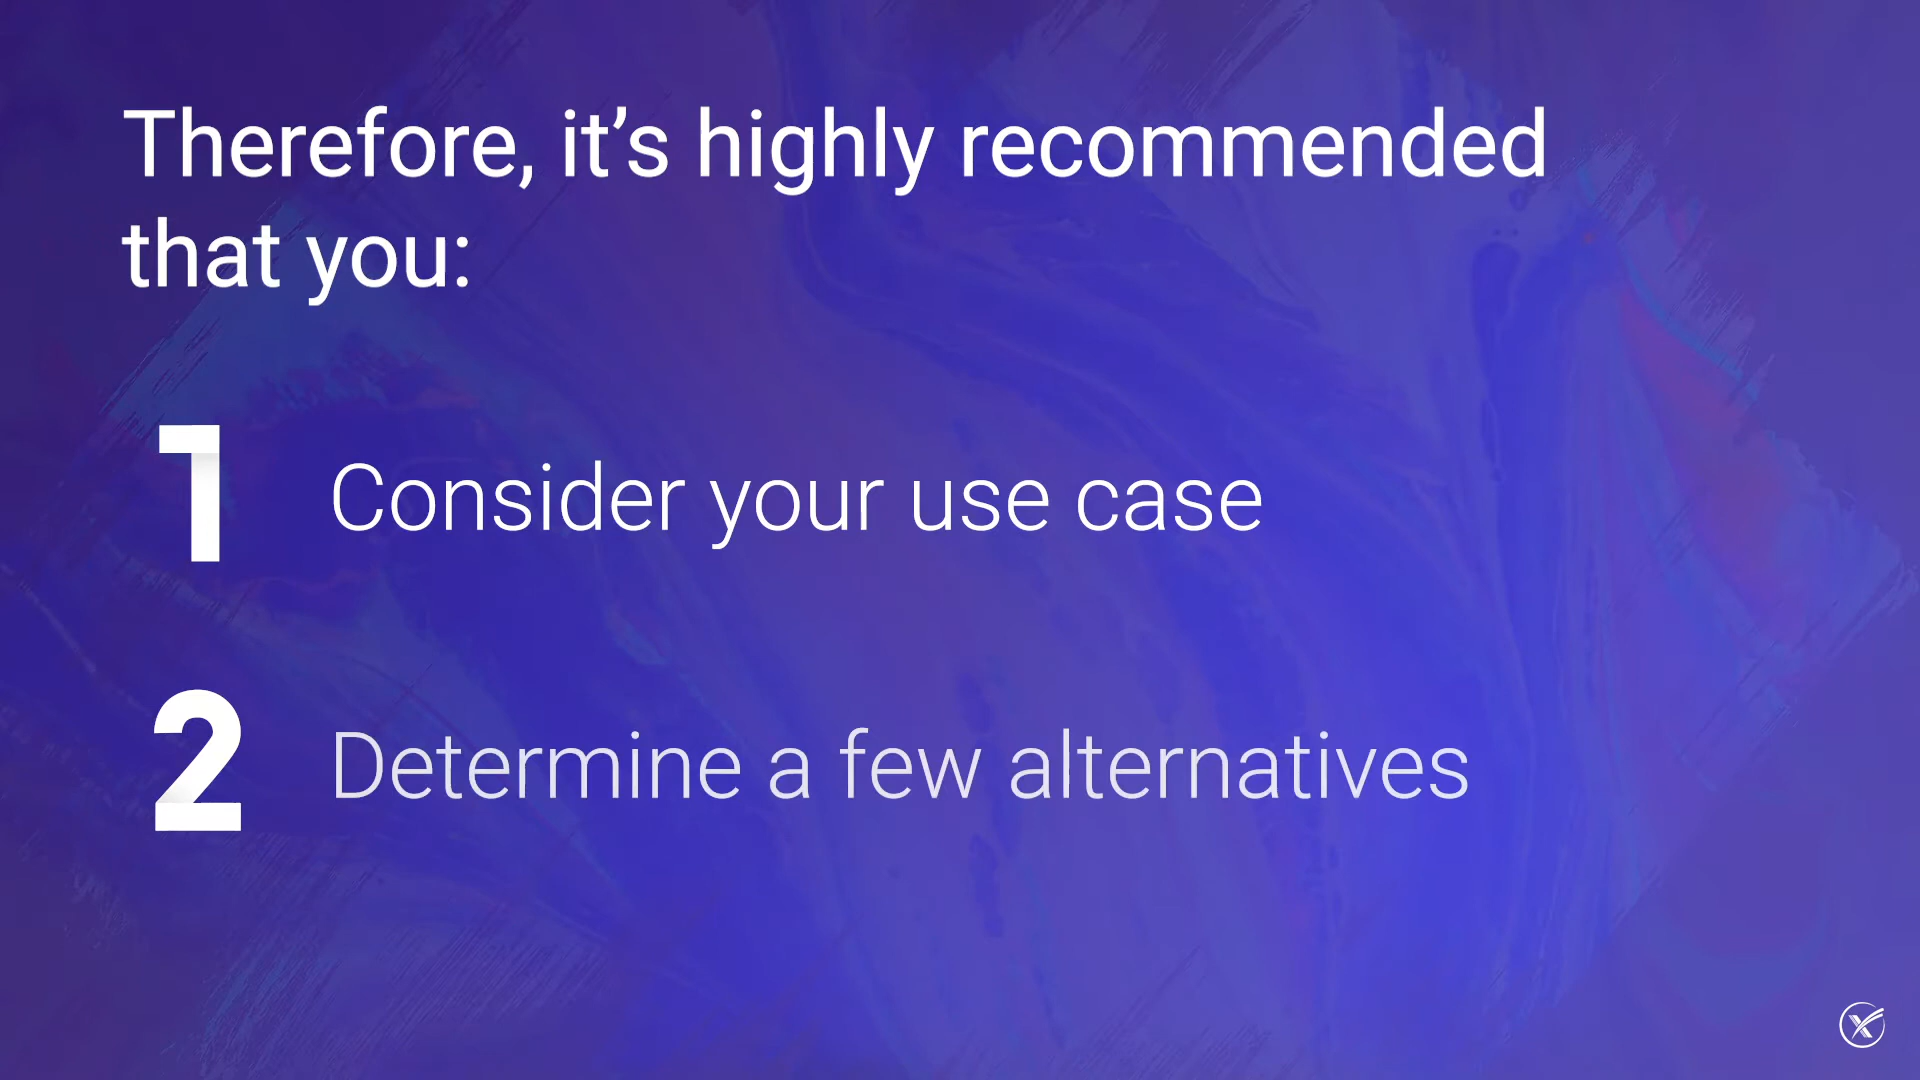 Therefore, it’s highly recommended
that you:
1 Consider your use case
2 Determine a few alternatives